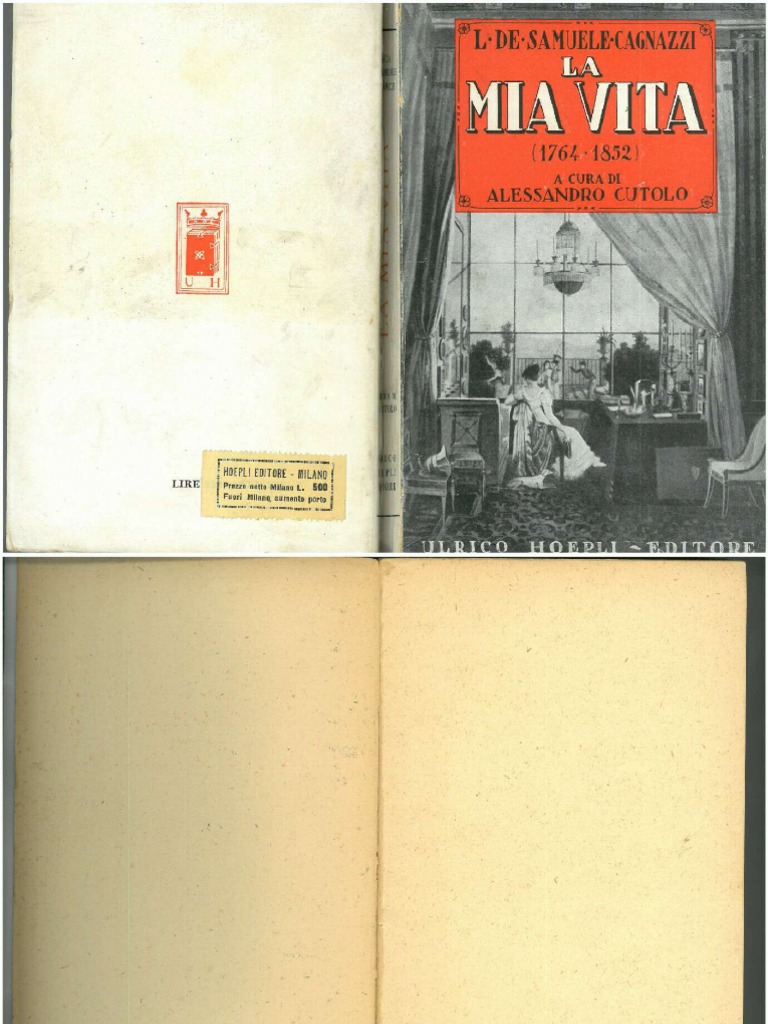 L·DE·SAMUELE·CAGNAZZI
LA
MIA VITA
(1764-1852)
A CURA DI
ALESSANDRO CUTOLO
ULRICO HOEPLI ~ EDITORE
U H
LIRE
HOEPLI EDITORE - MILANO
Prezzo netto Milano L. 500
Fuori Milano aumento porto